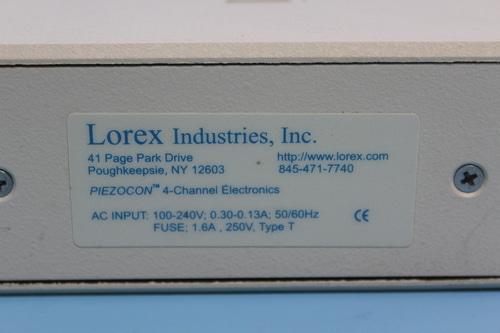 Lorex Industries, Inc.
41 Page Park Drive http://www.lorex.com
Poughkeepsie, NY 12603 845-471-7740
PIEZOCON™ 4-Channel Electronics
AC INPUT: 100-240V; 0.30-0.13A; 50/60Hz CE
FUSE; 1.6A , 250V, Type T